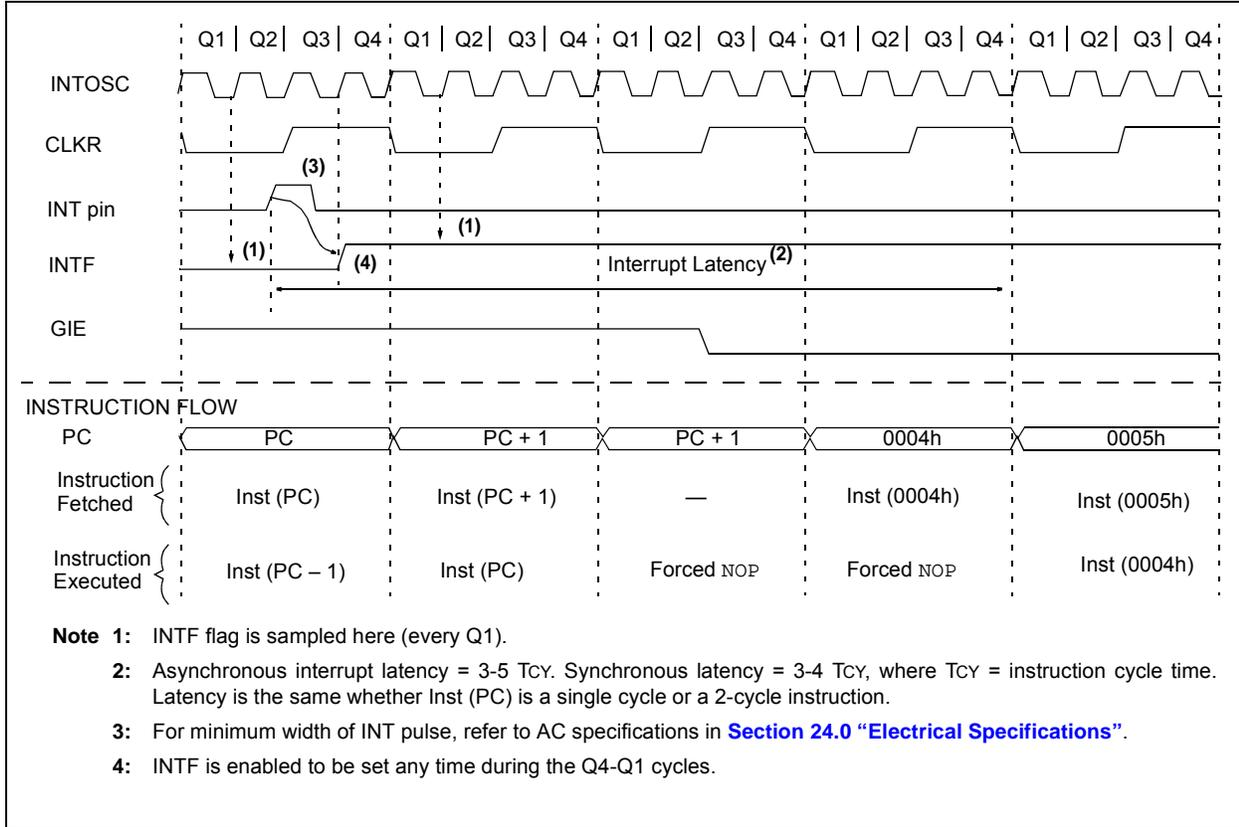 Q1 | Q2 | Q3 | Q4 Q1 | Q2 | Q3 | Q4 Q1 | Q2 | Q3 | Q4 Q1 | Q2 | Q3 | Q4 Q1 | Q2 | Q3 | Q4
INTOSC
CLKR
(3)
INT pin
(1)
(1)
INTF
(4)
Interrupt Latency(2)
GIE
INSTRUCTION FLOW
PC PC PC + 1 PC + 1 0004h 0005h
Instruction
Fetched
Inst (PC) Inst (PC + 1) — Inst (0004h) Inst (0005h)
Instruction
Executed
Inst (PC – 1) Inst (PC) Forced NOP Forced NOP Inst (0004h)
Note 1: INTF flag is sampled here (every Q1).
2: Asynchronous interrupt latency = 3-5 TCY. Synchronous latency = 3-4 TCY, where TCY = instruction cycle time.
Latency is the same whether Inst (PC) is a single cycle or a 2-cycle instruction.
3: For minimum width of INT pulse, refer to AC specifications in Section 24.0 “Electrical Specifications”.
4: INTF is enabled to be set any time during the Q4-Q1 cycles.